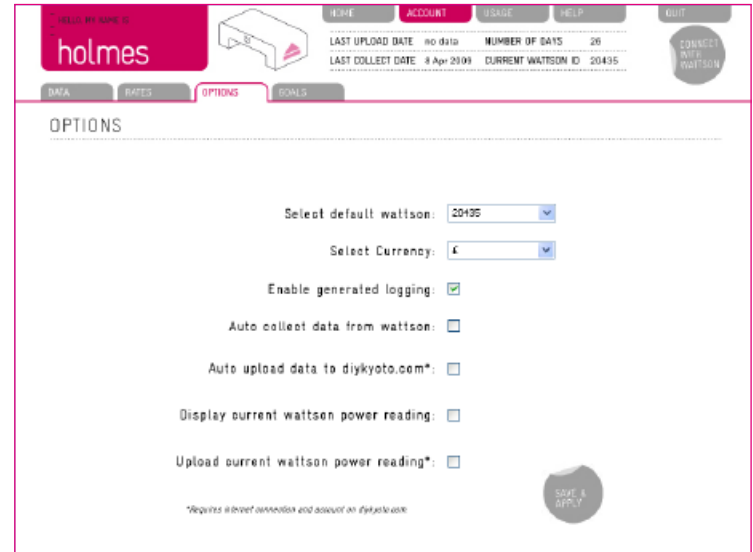 HELLO MY NAME IS
holmes
HOME ACCOUNT USAGE HELP QUIT
LAST UPLOAD DATE no data NUMBER OF DAYS 26
LAST COLLECT DATE 8 Apr 2009 CURRENT WATTSON ID 20435
CONNECT
WITH
WATTSON
DATA RATES OPTIONS GOALS
OPTIONS
Select default wattson: 20435
Select Currency: £
Enable generated logging:
Auto collect data from wattson:
Auto upload data to diykyoto.com*:
Display current wattson power reading:
Upload current wattson power reading*:
SAVE &
APPLY
*Requires internet connection and account on diykyoto.com